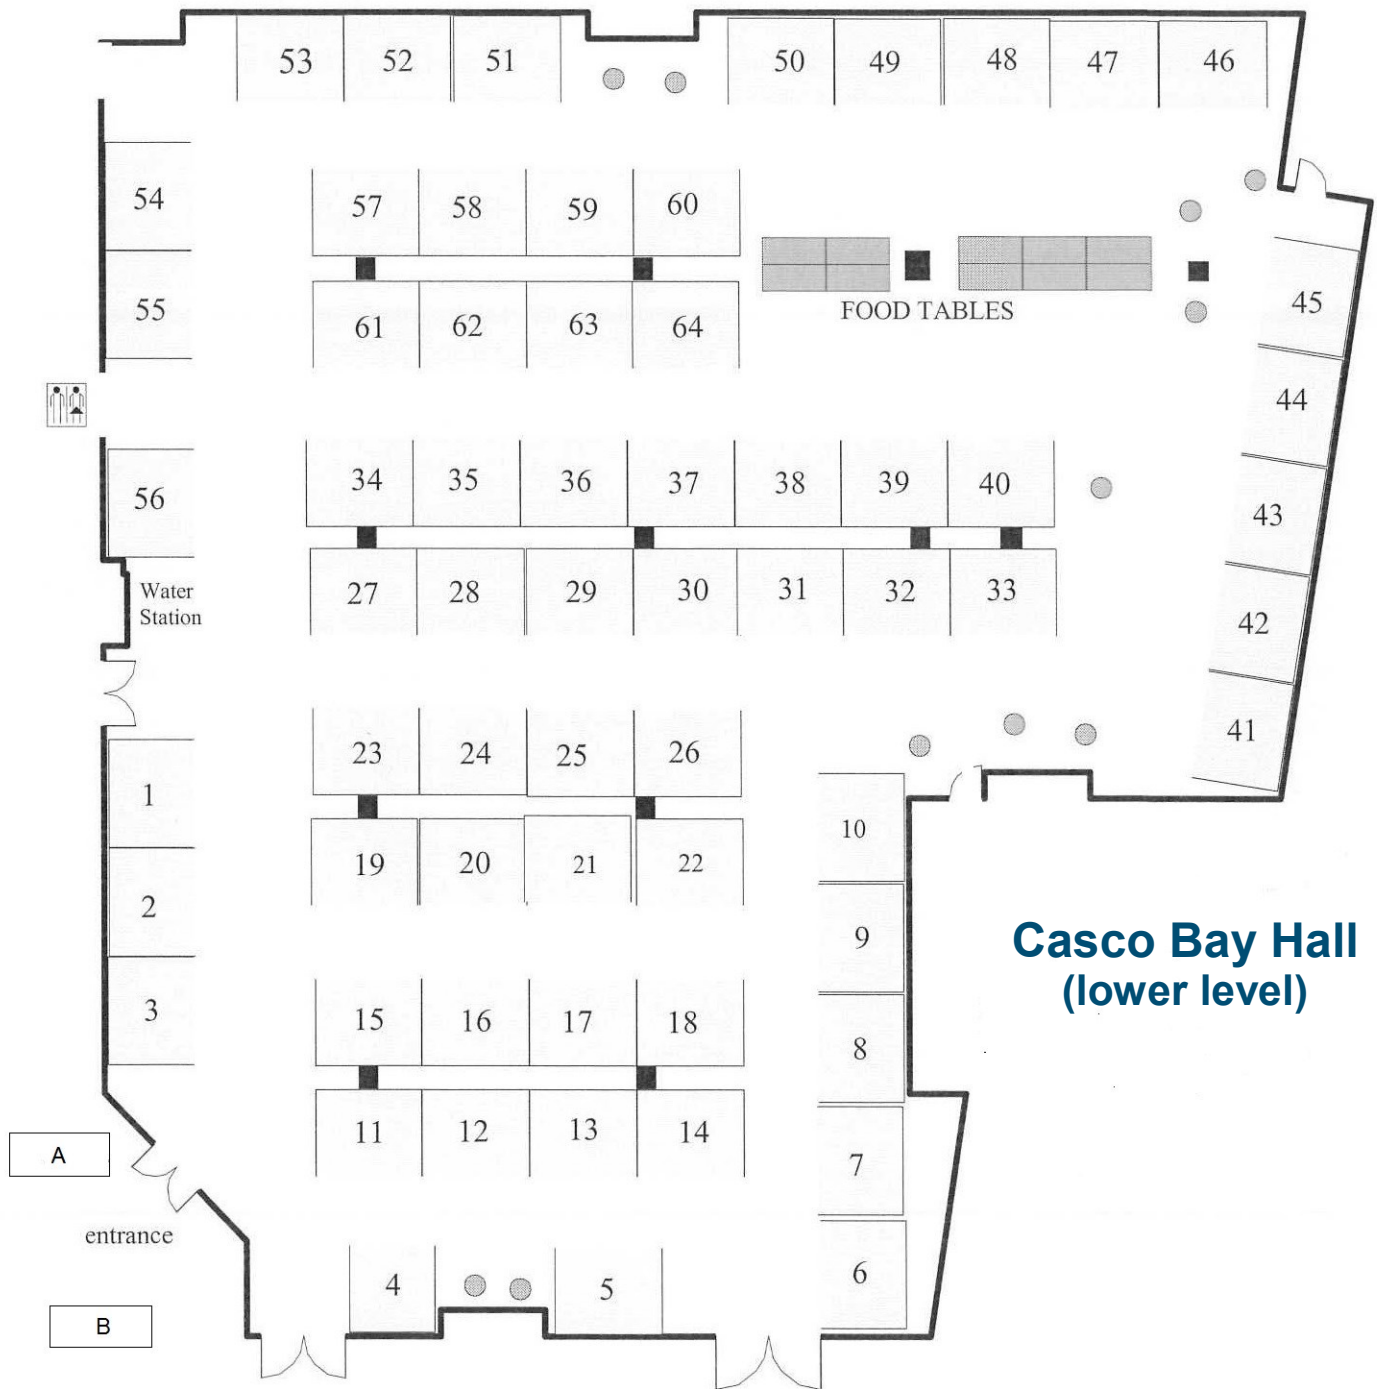 53 52 51 50 49 48 47 46
54 57 58 59 60
55 61 62 63 64 FOOD TABLES 45
44
56 34 35 36 37 38 39 40 43
Water
Station
27 28 29 30 31 32 33 42
23 24 25 26 41
1
10
19 20 21 22
2
9
Casco Bay Hall
(lower level)
3 15 16 17 18
8
11 12 13 14
A
7
entrance
4 5 6
B